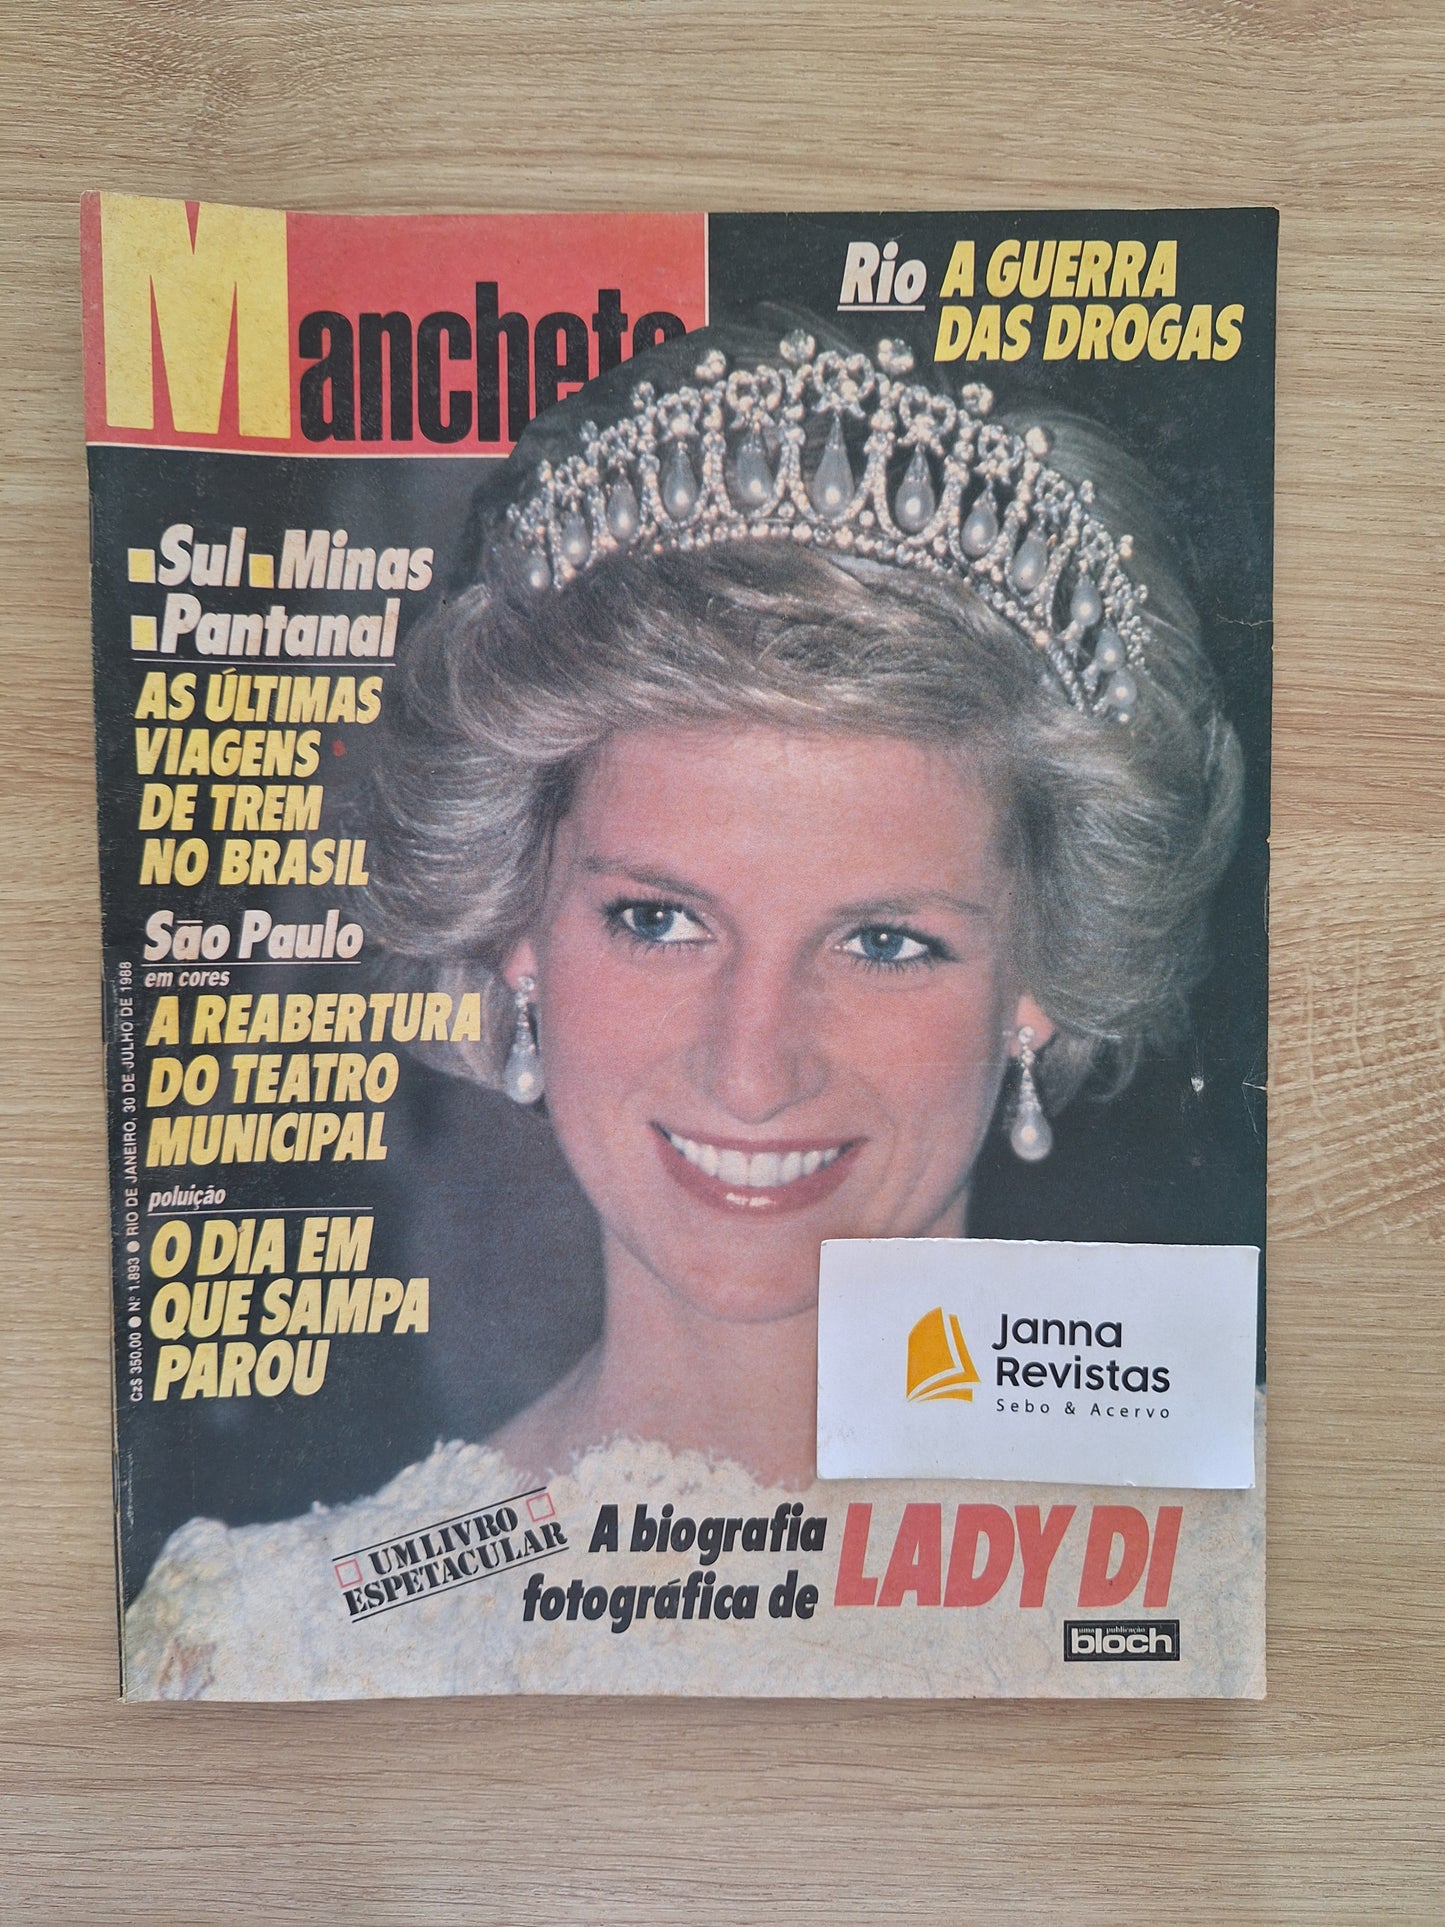 Manchete
Rio A GUERRA
DAS DROGAS
Sul Minas
Pantanal
AS ÚLTIMAS
VIAGENS
DE TREM
NO BRASIL
São Paulo
em cores
A REABERTURA
DO TEATRO
MUNICIPAL
poluição
O DIA EM
QUE SAMPA
PAROU
Cz$ 350,00 ● Nº 1.893 ● RIO DE JANEIRO, 30 DE JULHO DE 1988
Janna
Revistas
Sebo & Acervo
UM LIVRO
ESPETACULAR
A biografia
fotográfica de
LADY DI
uma publicação
bloch